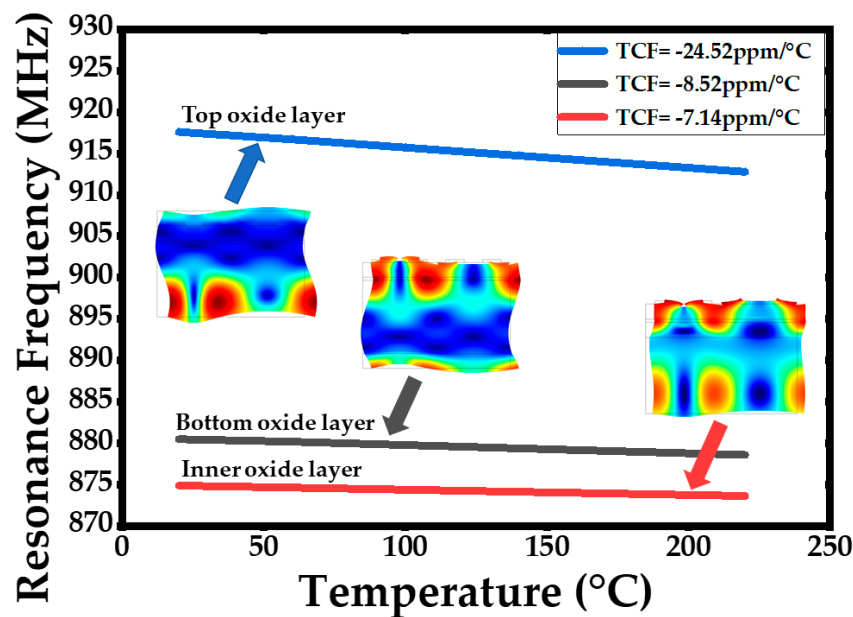 930
925
920
915
910
905
900
895
890
885
880
875
870
Resonance Frequency (MHz)
TCF= -24.52ppm/°C
TCF= -8.52ppm/°C
TCF= -7.14ppm/°C
Top oxide layer
Bottom oxide layer
Inner oxide layer
0 50 100 150 200 250
Temperature (°C)